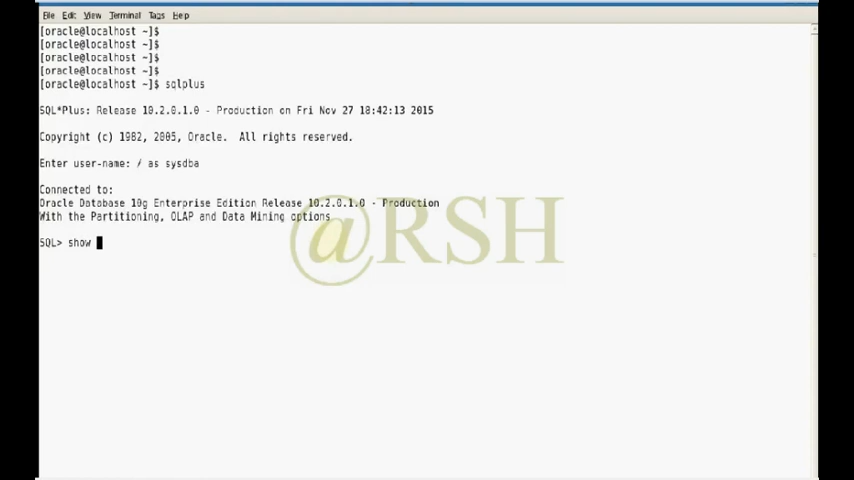 File Edit View Terminal Tags Help
[oracle@localhost ~]$
[oracle@localhost ~]$
[oracle@localhost ~]$
[oracle@localhost ~]$
[oracle@localhost ~]$ sqlplus
SQL*Plus: Release 10.2.0.1.0 - Production on Fri Nov 27 18:42:13 2015
Copyright (c) 1982, 2005, Oracle. All rights reserved.
Enter user-name: / as sysdba
Connected to:
Oracle Database 10g Enterprise Edition Release 10.2.0.1.0 - Production
With the Partitioning, OLAP and Data Mining options
@RSH
SQL> show